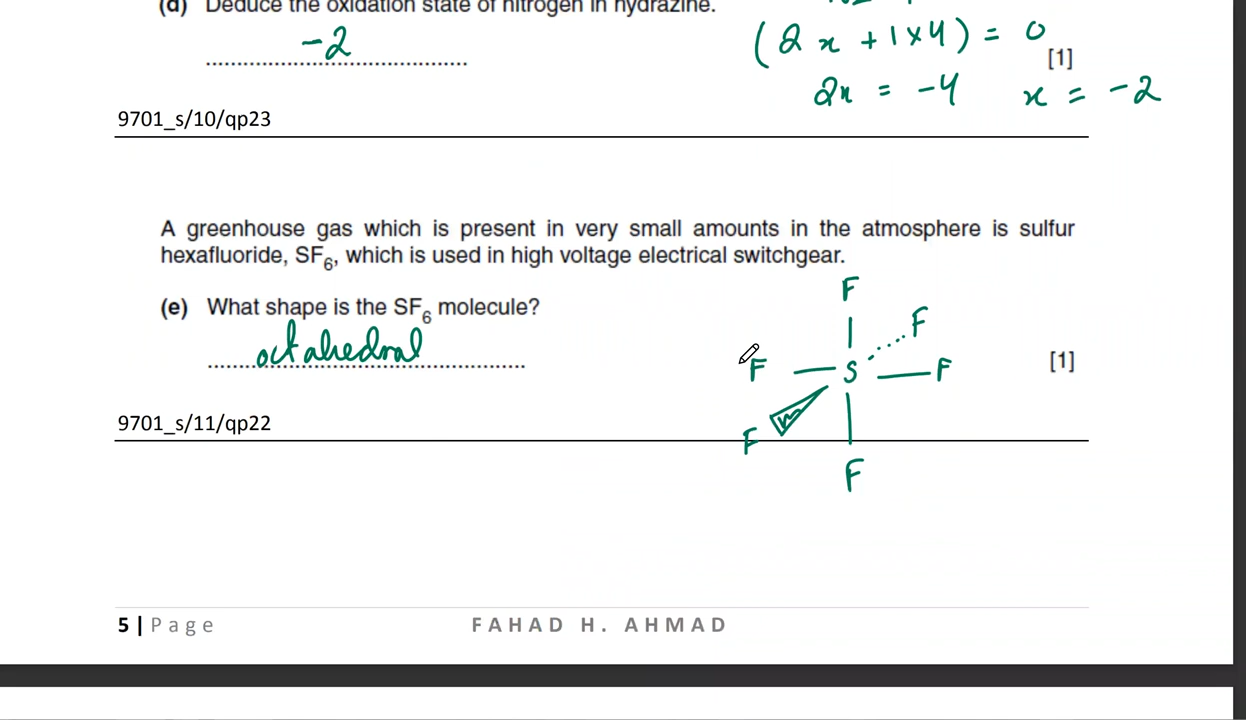 (d) Deduce the oxidation state of nitrogen in hydrazine.
-2
(2x + 1×4) = 0
[1]
2x = -4 x = -2
9701_s/10/qp23
A greenhouse gas which is present in very small amounts in the atmosphere is sulfur
hexafluoride, SF6, which is used in high voltage electrical switchgear.
(e) What shape is the SF6 molecule?
octahedral
[1]
F
F
F S F
F
F
9701_s/11/qp22
5 | Page FAHAD H. AHMAD